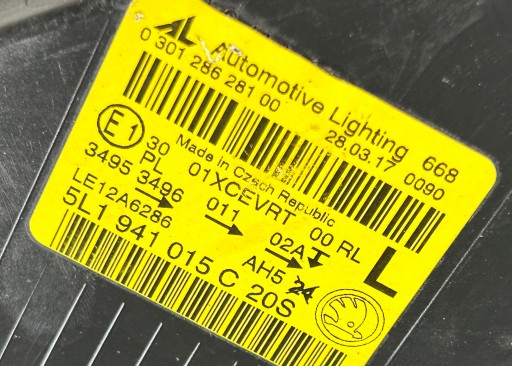 AL Automotive Lighting 668
0 301 286 281 00 28.03.17 0090
E1 30 Made in Czech Republic
PL 01XCEVRT 00 RL
3495 3496 011 02A
LE12A6286 AH5 24 L
5L1 941 015 C 20S